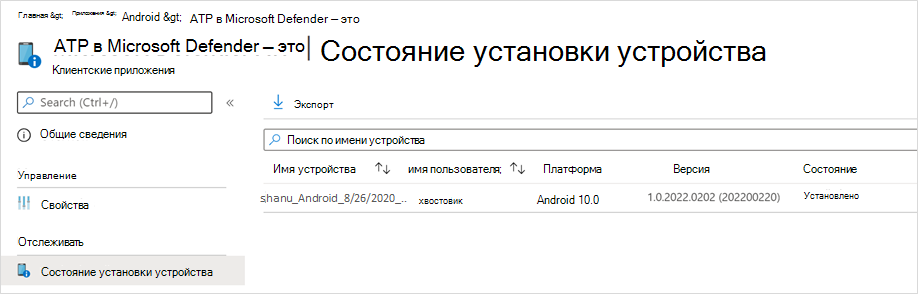 Главная &gt; Приложения &gt; Android &gt; ATP в Microsoft Defender — это
ATP в Microsoft Defender — это | Состояние установки устройства
Клиентские приложения
Search (Ctrl+/) «
Экспорт
Общие сведения
Поиск по имени устройства
Имя устройства ↑↓ имя пользователя; ↑↓ Платформа Версия Состояние
Управление
shanu_Android_8/26/2020_... хвостовик Android 10.0 1.0.2022.0202 (202200220) Установлено
Свойства
Отслеживать
Состояние установки устройства